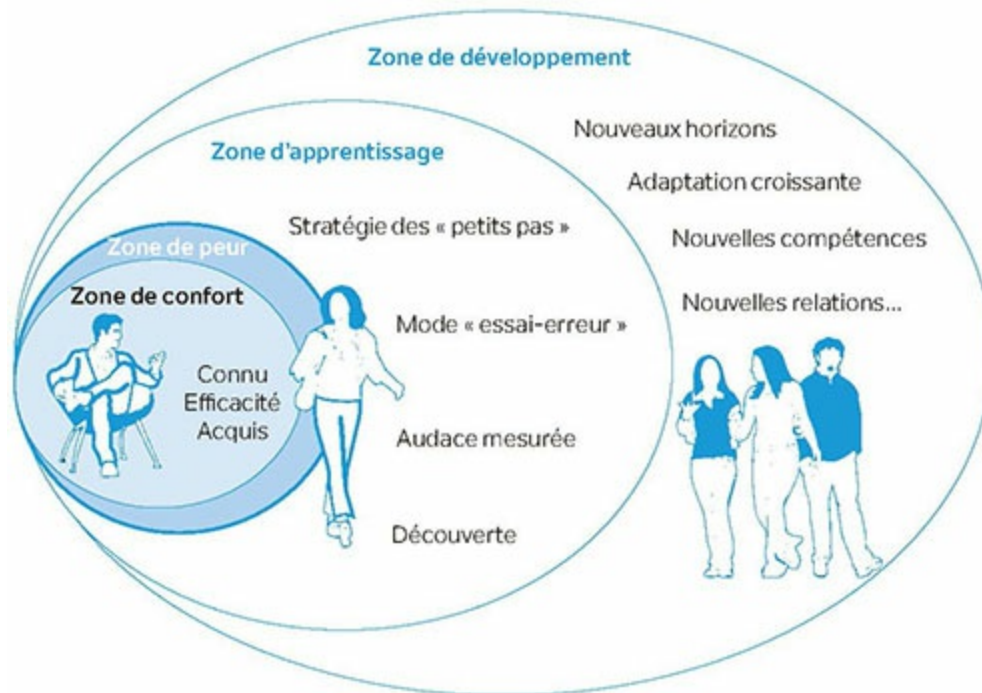 Zone de développement
Nouveaux horizons
Zone d'apprentissage
Adaptation croissante
Stratégie des « petits pas »
Nouvelles compétences
Zone de peur
Zone de confort
Nouvelles relations...
Mode « essai-erreur »
Connu
Efficacité
Acquis
Audace mesurée
Découverte